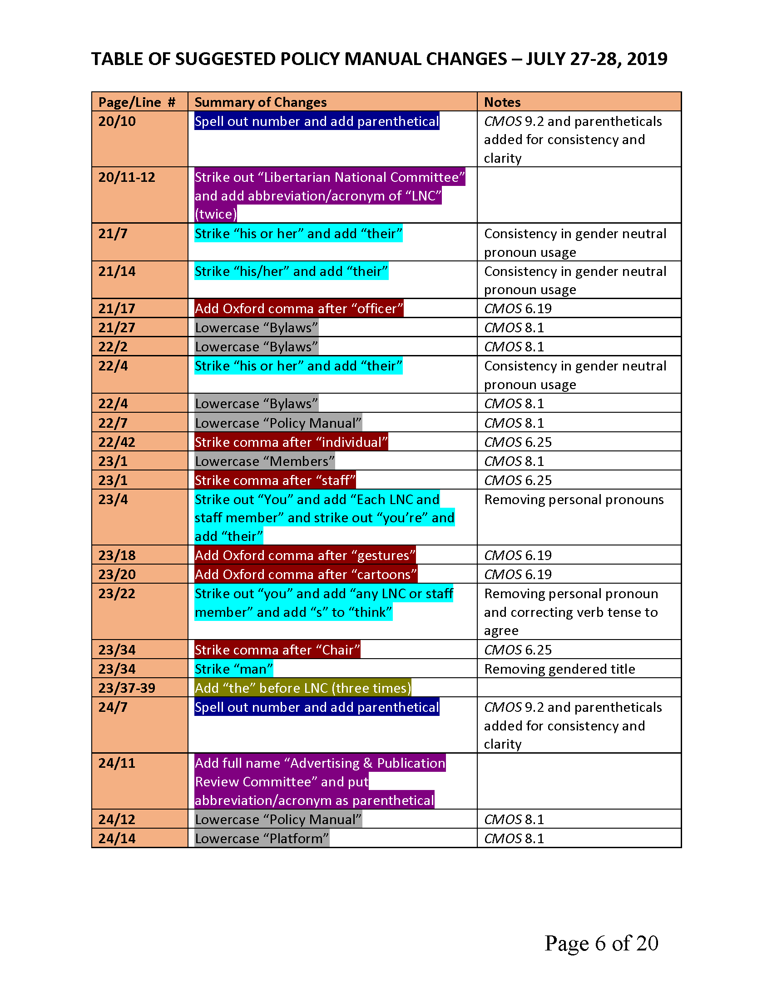 TABLE OF SUGGESTED POLICY MANUAL CHANGES – JULY 27-28, 2019
Page/Line # Summary of Changes Notes
20/10 Spell out number and add parenthetical CMOS 9.2 and parentheticals
added for consistency and
clarity
20/11-12 Strike out “Libertarian National Committee”
and add abbreviation/acronym of “LNC”
(twice)
21/7 Strike “his or her” and add “their” Consistency in gender neutral
pronoun usage
21/14 Strike “his/her” and add “their” Consistency in gender neutral
pronoun usage
21/17 Add Oxford comma after “officer” CMOS 6.19
21/27 Lowercase “Bylaws” CMOS 8.1
22/2 Lowercase “Bylaws” CMOS 8.1
22/4 Strike “his or her” and add “their” Consistency in gender neutral
pronoun usage
22/4 Lowercase “Bylaws” CMOS 8.1
22/7 Lowercase “Policy Manual” CMOS 8.1
22/42 Strike comma after “individual” CMOS 6.25
23/1 Lowercase “Members” CMOS 8.1
23/1 Strike comma after “staff” CMOS 6.25
23/4 Strike out “You” and add “Each LNC and Removing personal pronouns
staff member” and strike out “you’re” and
add “their”
23/18 Add Oxford comma after “gestures” CMOS 6.19
23/20 Add Oxford comma after “cartoons” CMOS 6.19
23/22 Strike out “you” and add “any LNC or staff Removing personal pronoun
member” and add “s” to “think” and correcting verb tense to
agree
23/34 Strike comma after “Chair” CMOS 6.25
23/34 Strike “man” Removing gendered title
23/37-39 Add “the” before LNC (three times)
24/7 Spell out number and add parenthetical CMOS 9.2 and parentheticals
added for consistency and
clarity
24/11 Add full name “Advertising & Publication
Review Committee” and put
abbreviation/acronym as parenthetical
24/12 Lowercase “Policy Manual” CMOS 8.1
24/14 Lowercase “Platform” CMOS 8.1
Page 6 of 20